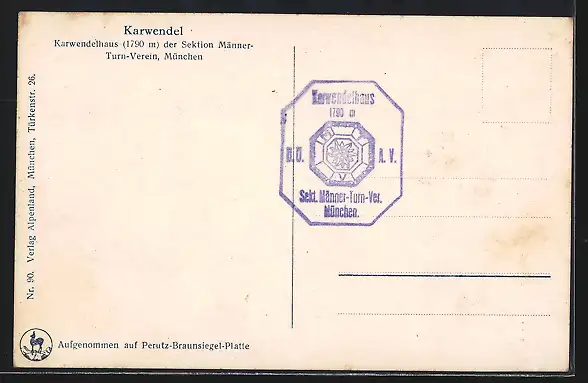 Karwendel
Karwendelhaus (1790 m) der Sektion Männer-
Turn-Verein, München
Nr. 90. Verlag Alpenland, München, Türkenstr. 26.
Karwendelhaus
1790 m
M T
D. Ö. A. V.
V
Sekt. Männer-Turn-Ver.
München.
Aufgenommen auf Perutz-Braunsiegel-Platte